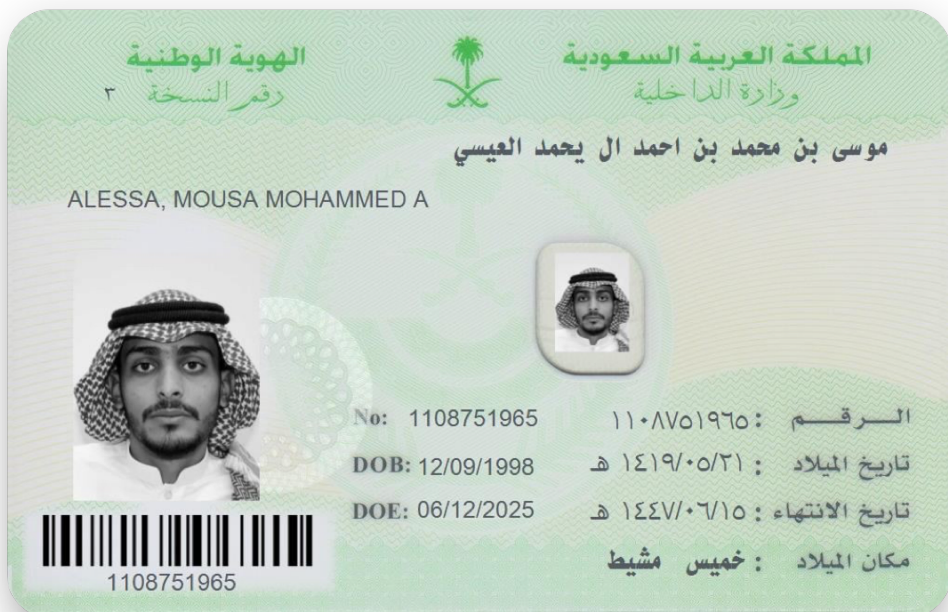 المملكة العربية السعودية
وزارة الداخلية
الهوية الوطنية
رقم النسخة ٣
موسى بن محمد بن احمد ال يحمد العيسي
ALESSA, MOUSA MOHAMMED A
الـرقـم : ١١٠٨٧٥١٩٦٥
No: 1108751965
تاريخ الميلاد : ١٤١٩/٠٥/٢١ هـ
DOB: 12/09/1998
تاريخ الانتهاء : ١٤٤٧/٠٦/١٥ هـ
DOE: 06/12/2025
مكان الميلاد : خميس مشيط
1108751965